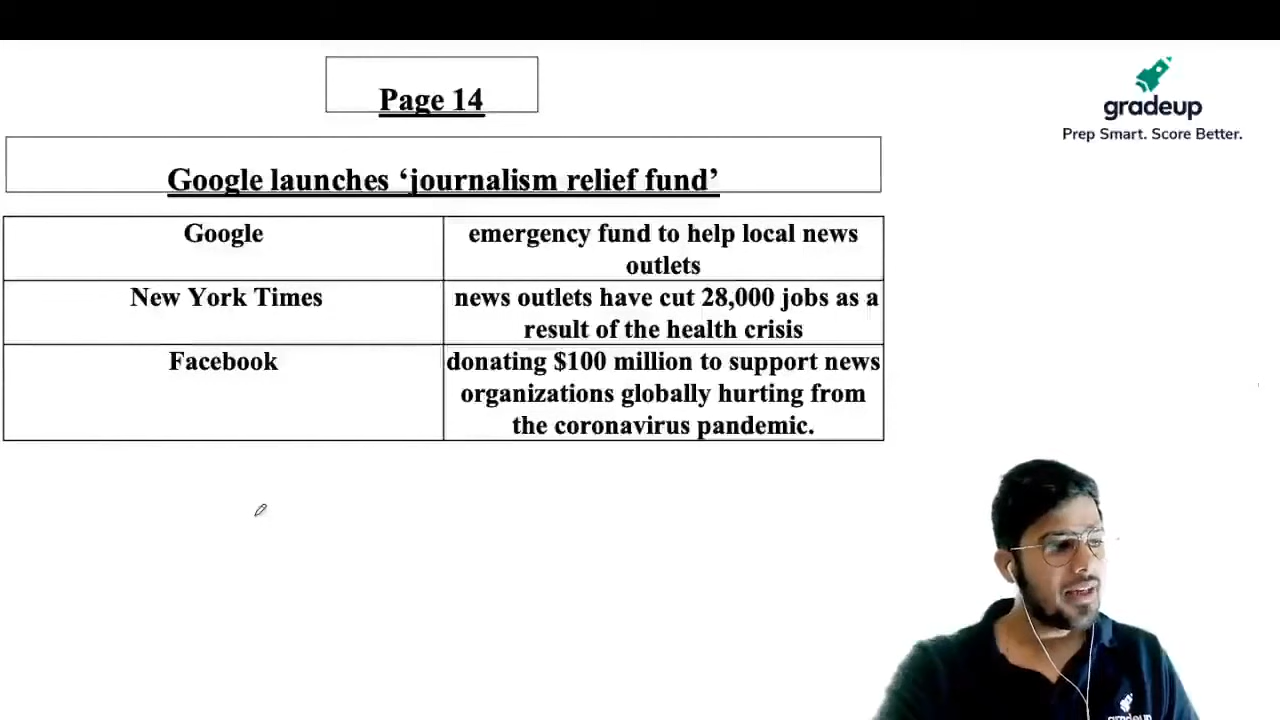 Page 14
gradeup
Prep Smart. Score Better.
Google launches ‘journalism relief fund’
Google
emergency fund to help local news
outlets
New York Times
news outlets have cut 28,000 jobs as a
result of the health crisis
Facebook
donating $100 million to support news
organizations globally hurting from
the coronavirus pandemic.
gradeup